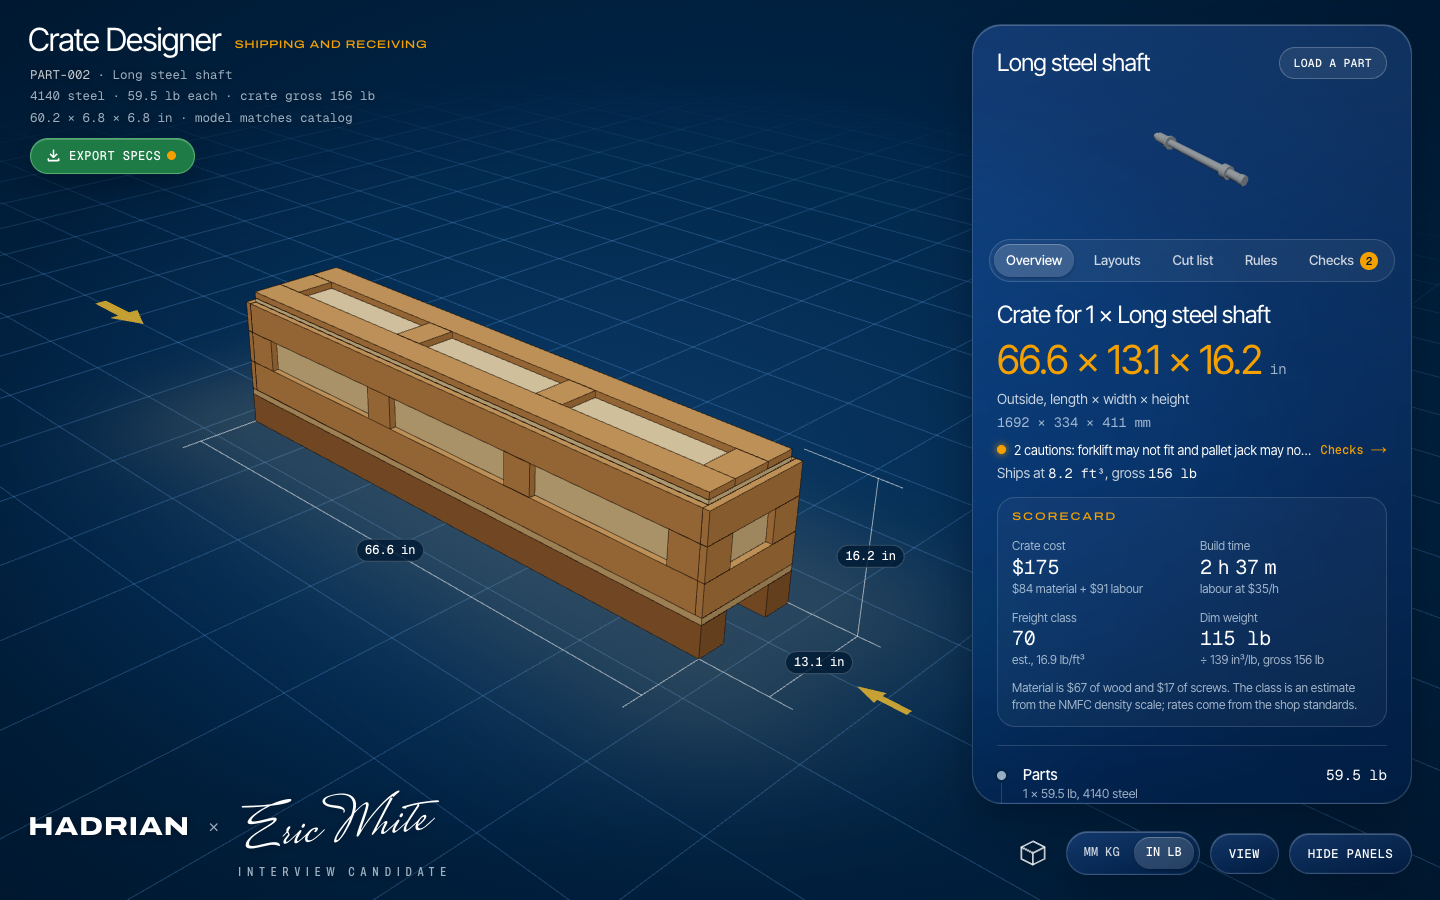 Crate Designer SHIPPING AND RECEIVING
PART-002 · Long steel shaft
4140 steel · 59.5 lb each · crate gross 156 lb
60.2 × 6.8 × 6.8 in · model matches catalog
EXPORT SPECS
66.6 in
16.2 in
13.1 in
HADRIAN × Eric White
INTERVIEW CANDIDATE
Long steel shaft
LOAD A PART
Overview Layouts Cut list Rules Checks 2
Crate for 1 × Long steel shaft
66.6 × 13.1 × 16.2 in
Outside, length × width × height
1692 × 334 × 411 mm
2 cautions: forklift may not fit and pallet jack may no... Checks →
Ships at 8.2 ft³, gross 156 lb
SCORECARD
Crate cost
$175
$84 material + $91 labour
Build time
2 h 37 m
labour at $35/h
Freight class
70
est., 16.9 lb/ft³
Dim weight
115 lb
÷ 139 in³/lb, gross 156 lb
Material is $67 of wood and $17 of screws. The class is an estimate
from the NMFC density scale; rates come from the shop standards.
Parts 59.5 lb
1 × 59.5 lb, 4140 steel
MM KG IN LB
VIEW
HIDE PANELS